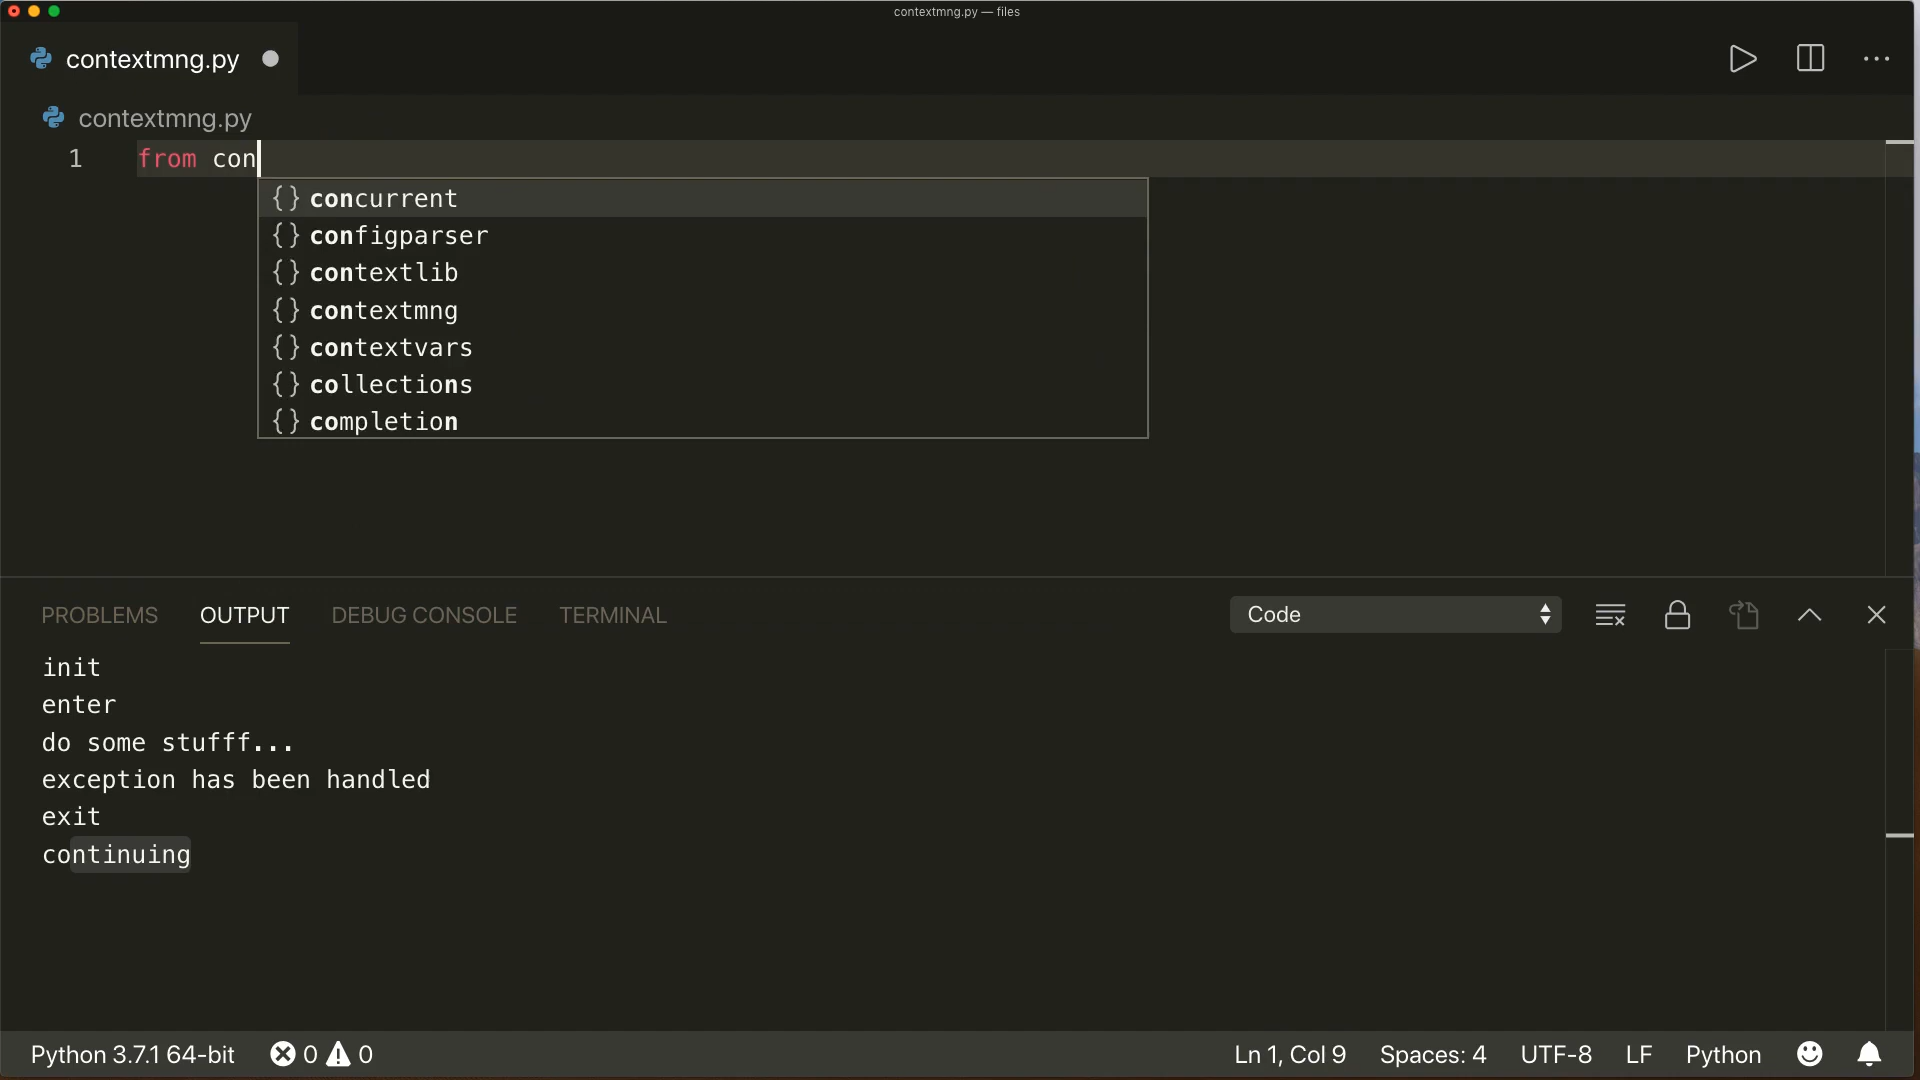 contextmng.py — files
contextmng.py
contextmng.py
1 from con
{} concurrent
{} configparser
{} contextlib
{} contextmng
{} contextvars
{} collections
{} completion
PROBLEMS OUTPUT DEBUG CONSOLE TERMINAL Code
init
enter
do some stufff...
exception has been handled
exit
continuing
Python 3.7.1 64-bit 0 0 Ln 1, Col 9 Spaces: 4 UTF-8 LF Python